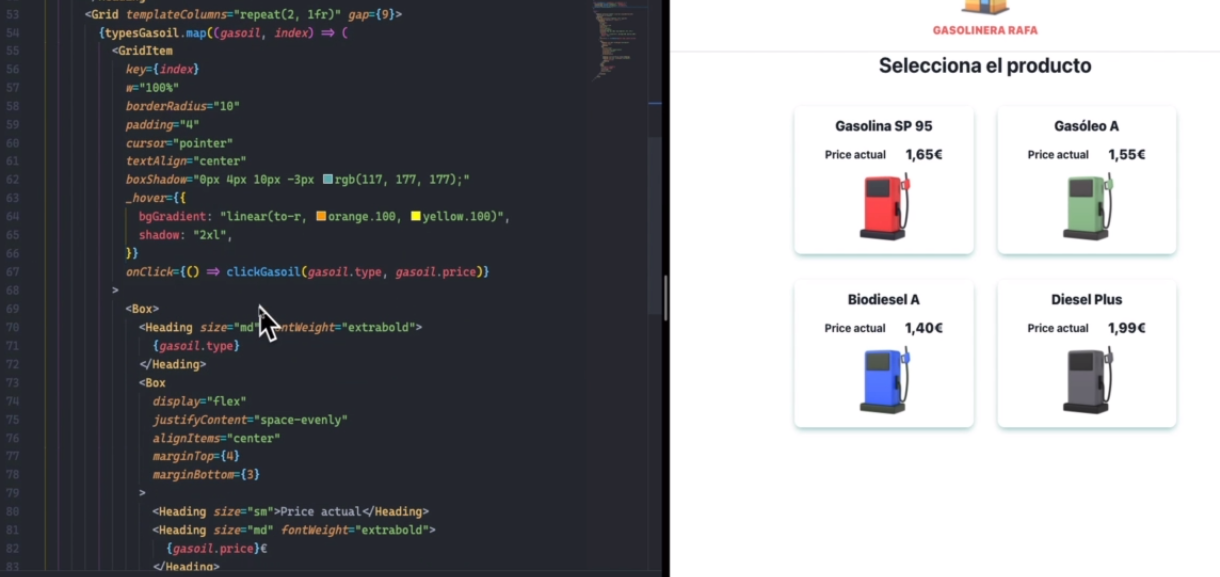 53 <Grid templateColumns="repeat(2, 1fr)" gap={9}>
54 {typesGasoil.map((gasoil, index) => (
55 <GridItem
56 key={index}
57 w="100%"
58 borderRadius="10"
59 padding="4"
60 cursor="pointer"
61 textAlign="center"
62 boxShadow="0px 4px 10px -3px rgb(117, 177, 177);"
63 _hover={{
64 bgGradient: "linear(to-r, orange.100, yellow.100)",
65 shadow: "2xl",
66 }}
67 onClick={() => clickGasoil(gasoil.type, gasoil.price)}
68 >
69 <Box>
70 <Heading size="md" fontWeight="extrabold">
71 {gasoil.type}
72 </Heading>
73 <Box
74 display="flex"
75 justifyContent="space-evenly"
76 alignItems="center"
77 marginTop={4}
78 marginBottom={3}
79 >
80 <Heading size="sm">Price actual</Heading>
81 <Heading size="md" fontWeight="extrabold">
82 {gasoil.price}€
83 </Heading>
GASOLINERA RAFA
Selecciona el producto
Gasolina SP 95
Price actual 1,65€
Gasóleo A
Price actual 1,55€
Biodiesel A
Price actual 1,40€
Diesel Plus
Price actual 1,99€